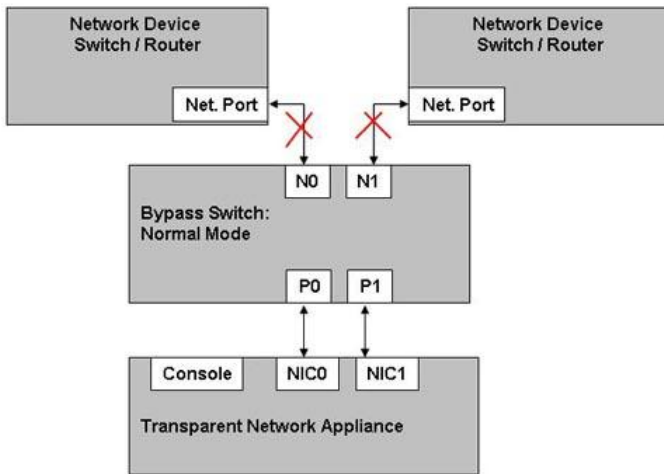 Network Device
Switch / Router
Network Device
Switch / Router
Net. Port
Net. Port
N0
N1
Bypass Switch:
Normal Mode
P0
P1
Console
NIC0
NIC1
Transparent Network Appliance